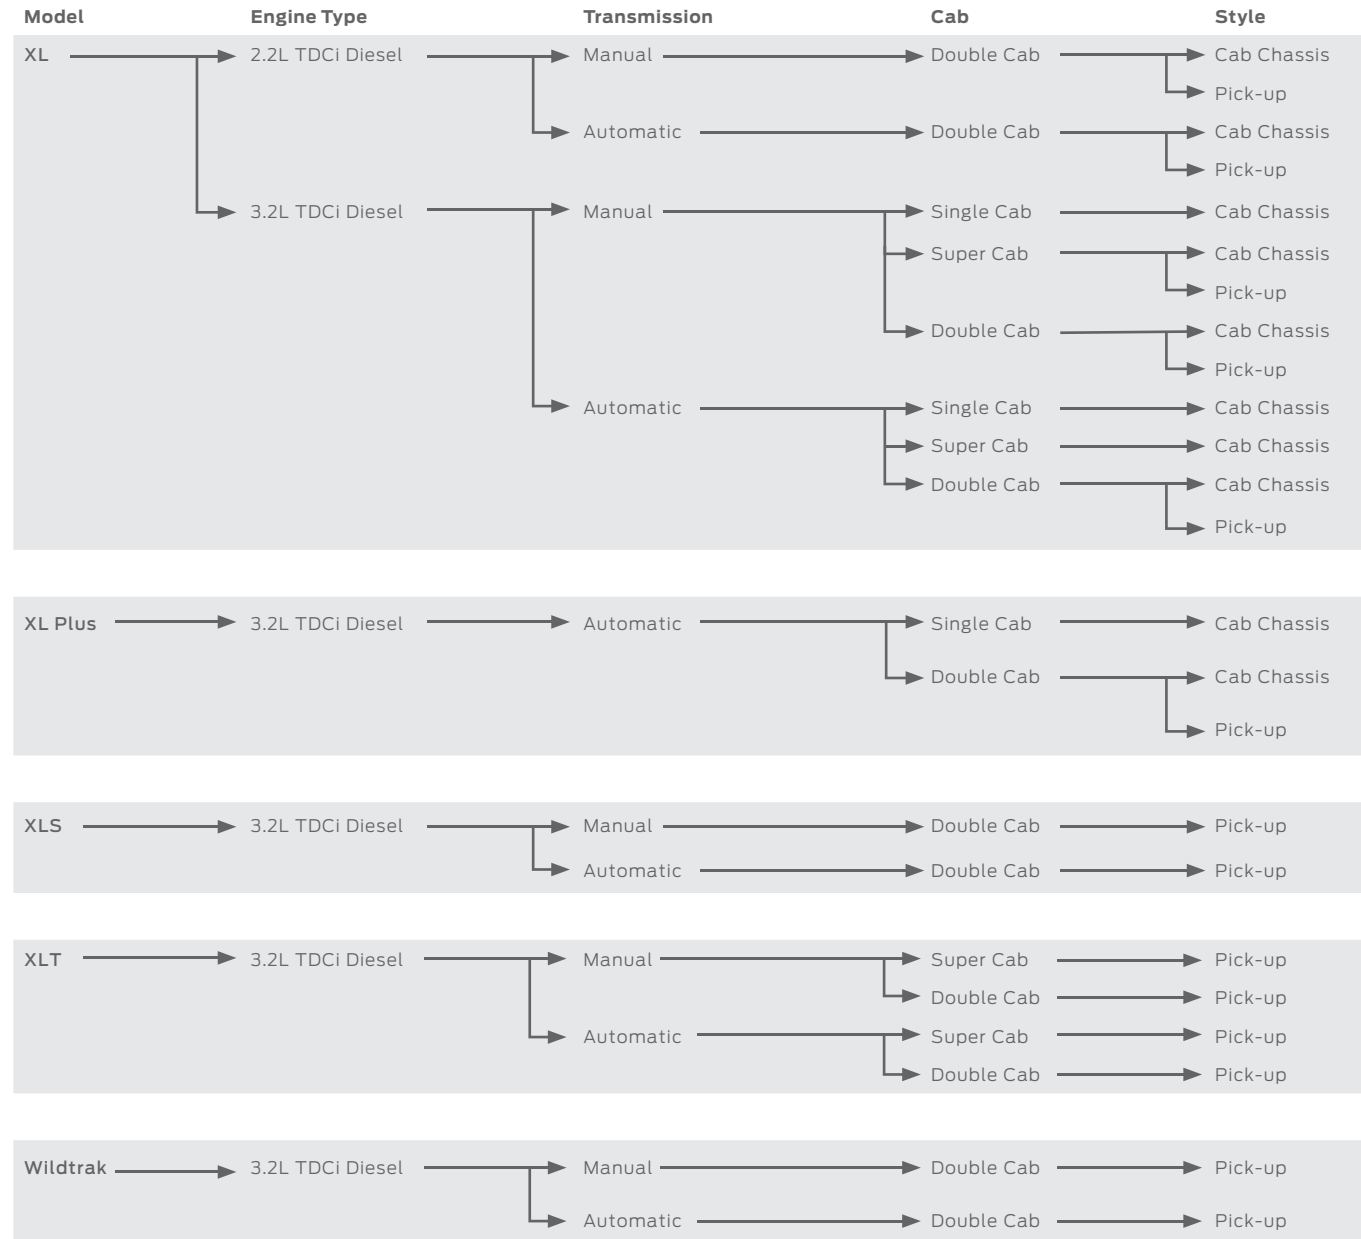 Model Engine Type Transmission Cab Style
XL 2.2L TDCi Diesel Manual Double Cab Cab Chassis
Pick-up
Automatic Double Cab Cab Chassis
Pick-up
3.2L TDCi Diesel Manual Single Cab Cab Chassis
Super Cab Cab Chassis
Pick-up
Double Cab Cab Chassis
Pick-up
Automatic Single Cab Cab Chassis
Super Cab Cab Chassis
Double Cab Cab Chassis
Pick-up
XL Plus 3.2L TDCi Diesel Automatic Single Cab Cab Chassis
Double Cab Cab Chassis
Pick-up
XLS 3.2L TDCi Diesel Manual Double Cab Pick-up
Automatic Double Cab Pick-up
XLT 3.2L TDCi Diesel Manual Super Cab Pick-up
Double Cab Pick-up
Automatic Super Cab Pick-up
Double Cab Pick-up
Wildtrak 3.2L TDCi Diesel Manual Double Cab Pick-up
Automatic Double Cab Pick-up